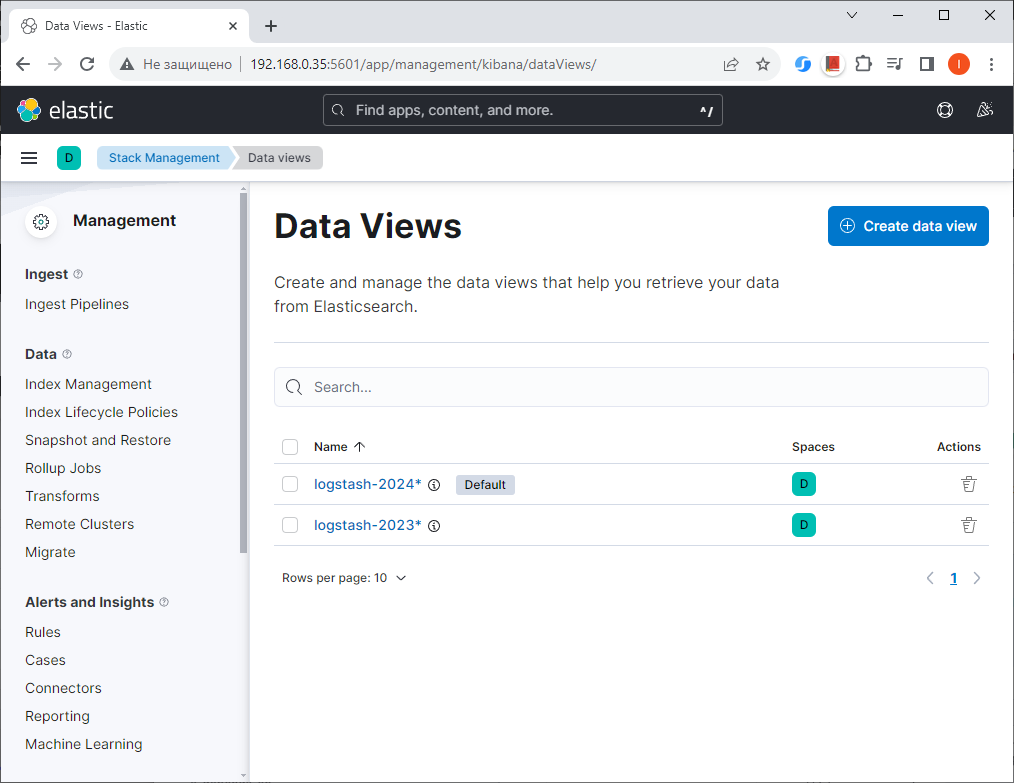 Data Views - Elastic
Не защищено 192.168.0.35:5601/app/management/kibana/dataViews/
I
elastic
Find apps, content, and more. ^/
D Stack Management Data views
Management
Ingest
Ingest Pipelines
Data
Index Management
Index Lifecycle Policies
Snapshot and Restore
Rollup Jobs
Transforms
Remote Clusters
Migrate
Alerts and Insights
Rules
Cases
Connectors
Reporting
Machine Learning
Data Views
Create data view
Create and manage the data views that help you retrieve your data
from Elasticsearch.
Search...
Name Spaces Actions
logstash-2024* Default D
logstash-2023* D
Rows per page: 10 1